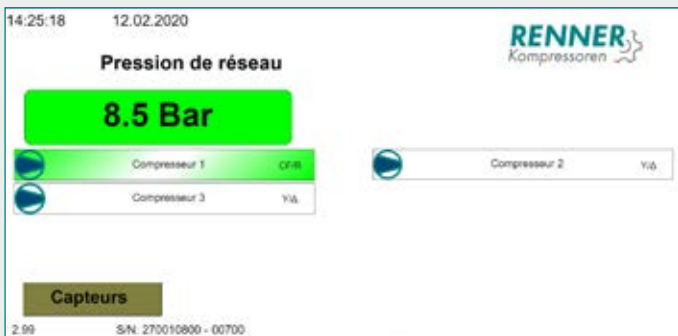 14:25:18 12.02.2020
RENNER
Kompressoren
Pression de réseau
8.5 Bar
Compresseur 1 CF/R
Compresseur 2 Y/Δ
Compresseur 3 Y/Δ
Capteurs
2.99 S/N: 270010800 - 00700